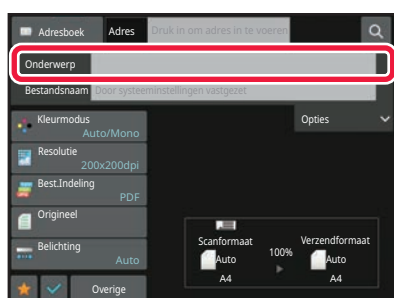 Adresboek Adres Druk in om adres in te voeren
Onderwerp
Bestandsnaam Door systeeminstellingen vastgezet
Kleurmodus
Auto/Mono
Opties
Resolutie
200x200dpi
Best.Indeling
PDF
Origineel
Belichting
Auto
Scanformaat 100% Verzendformaat
Auto Auto
A4 A4
Overige